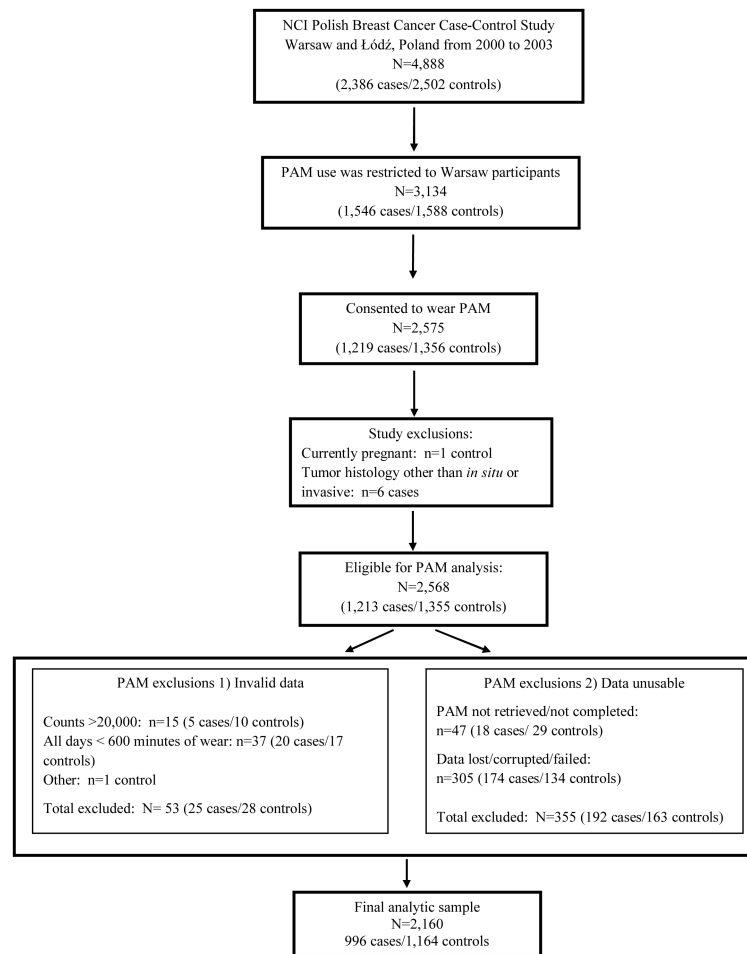 NCI Polish Breast Cancer Case-Control Study
Warsaw and Łódź, Poland from 2000 to 2003
N=4,888
(2,386 cases/2,502 controls)
PAM use was restricted to Warsaw participants
N=3,134
(1,546 cases/1,588 controls)
Consented to wear PAM
N=2,575
(1,219 cases/1,356 controls)
Study exclusions:
Currently pregnant: n=1 control
Tumor histology other than in situ or
invasive: n=6 cases
Eligible for PAM analysis:
N=2,568
(1,213 cases/1,355 controls)
PAM exclusions 1) Invalid data
Counts >20,000: n=15 (5 cases/10 controls)
All days < 600 minutes of wear: n=37 (20 cases/17
controls)
Other: n=1 control
Total excluded: N= 53 (25 cases/28 controls)
PAM exclusions 2) Data unusable
PAM not retrieved/not completed:
n=47 (18 cases/ 29 controls)
Data lost/corrupted/failed:
n=305 (174 cases/134 controls)
Total excluded: N=355 (192 cases/163 controls)
Final analytic sample
N=2,160
996 cases/1,164 controls